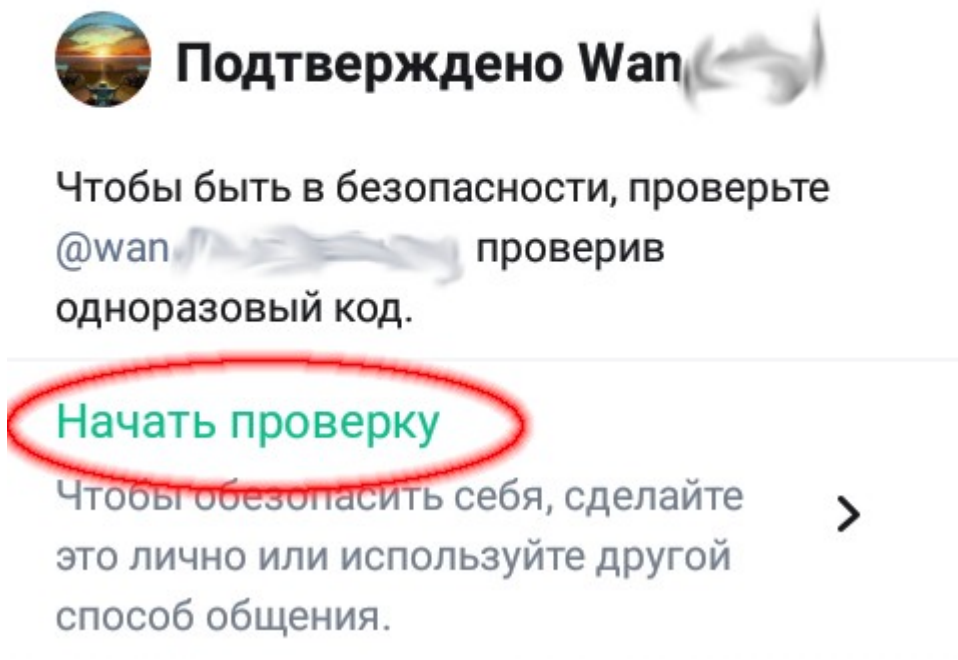 Подтверждено Wan
Чтобы быть в безопасности, проверьте
@wan проверив
одноразовый код.
Начать проверку
Чтобы обезопасить себя, сделайте
это лично или используйте другой
способ общения.